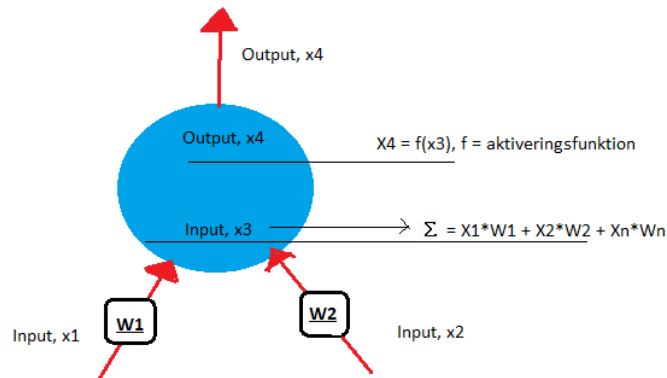 Output, x4
Output, x4
X4 = f(x3), f = aktiveringsfunktion
Input, x3
Σ = X1*W1 + X2*W2 + Xn*Wn
W1
W2
Input, x1
Input, x2